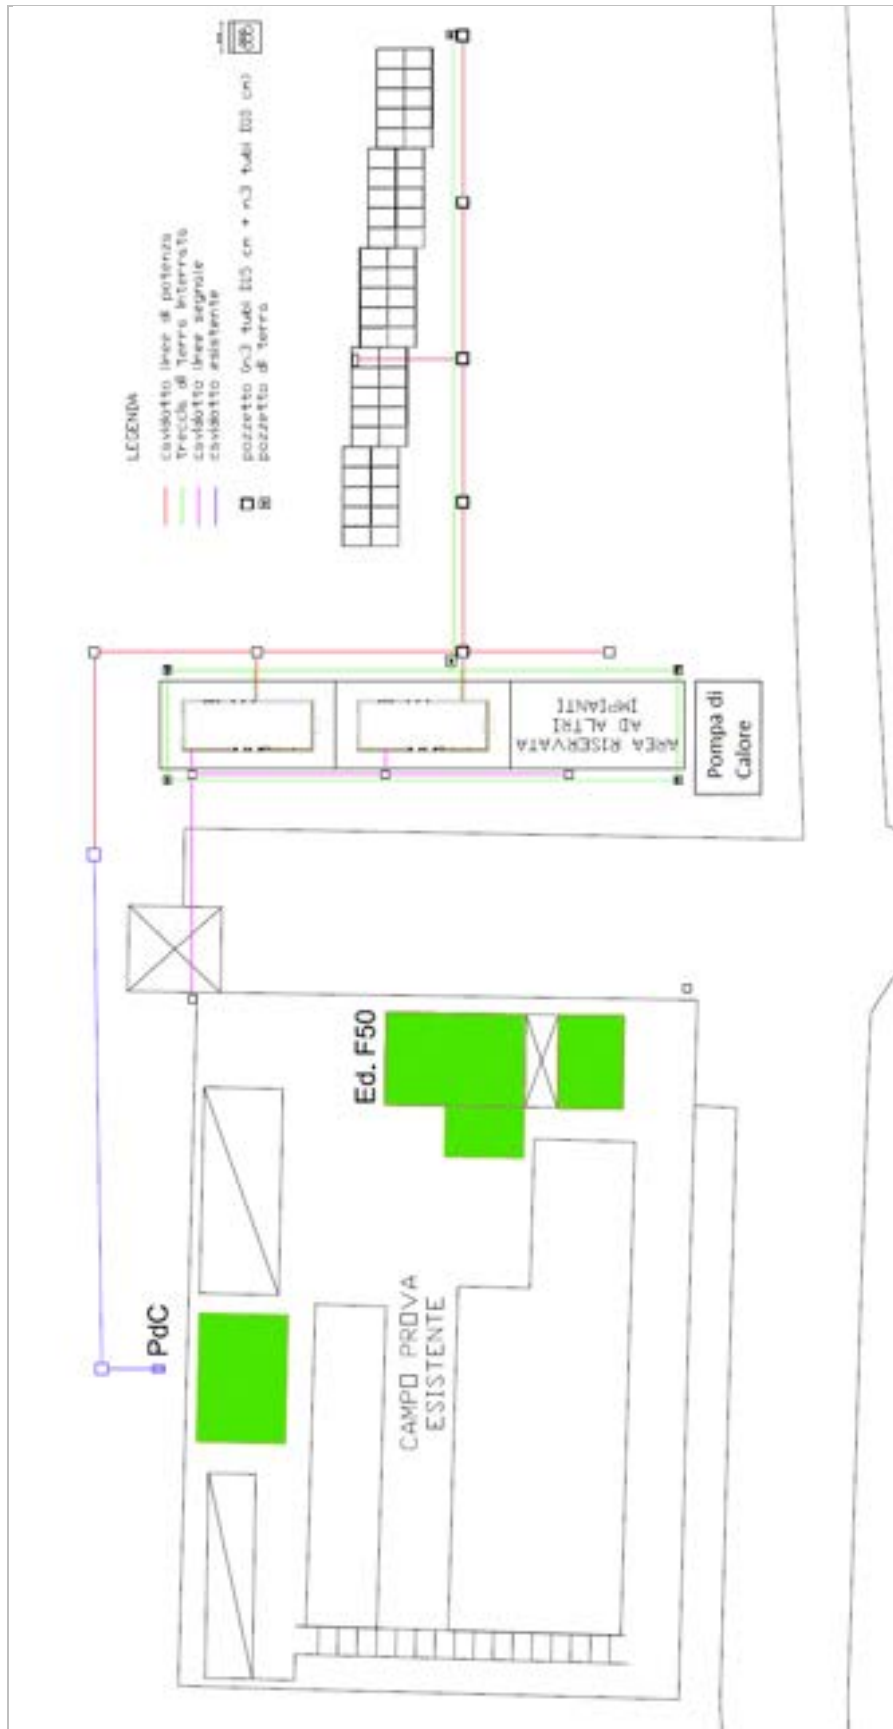 LEGENDA
cavidotto linee di potenza
treccia di terra interrata
cavidotto linee segnale
cavidotto esistente
pozzetto (n3 tubi D15 cm + n3 tubi D10 cm)
pozzetto di terra
AREA RISERVATA
AD ALTRI
IMPIANTI
Pompa di
Calore
Ed. F50
PdC
CAMPO PROVA
ESISTENTE